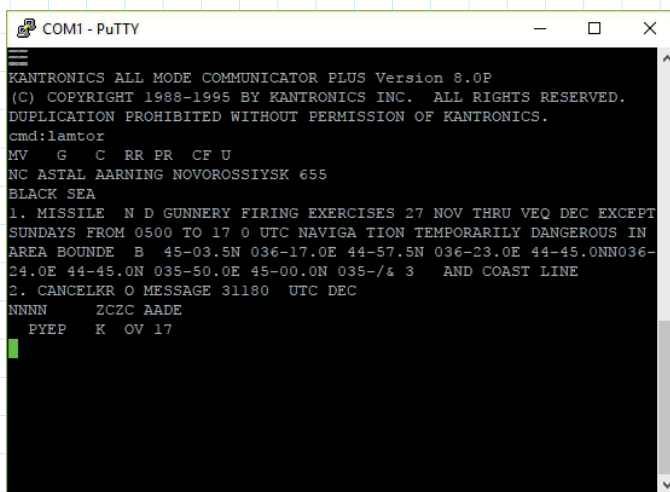 COM1 - PuTTY
KANTRONICS ALL MODE COMMUNICATOR PLUS Version 8.0P
(C) COPYRIGHT 1988-1995 BY KANTRONICS INC.  ALL RIGHTS RESERVED.
DUPLICATION PROHIBITED WITHOUT PERMISSION OF KANTRONICS.
cmd:lamtor
MV   G   C  RR PR  CF U
NC ASTAL AARNING NOVOROSSIYSK 655
BLACK SEA
1. MISSILE  N D GUNNERY FIRING EXERCISES 27 NOV THRU VEQ DEC EXCEPT
SUNDAYS FROM 0500 TO 17 0 UTC NAVIGA TION TEMPORARILY DANGEROUS IN
AREA BOUNDE  B  45-03.5N 036-17.0E 44-57.5N 036-23.0E 44-45.0NN036-
24.0E 44-45.0N 035-50.0E 45-00.0N 035-/& 3   AND COAST LINE
2. CANCELKR O MESSAGE 31180  UTC DEC
NNNN      ZCZC AADE
  PYEP   K  OV 17